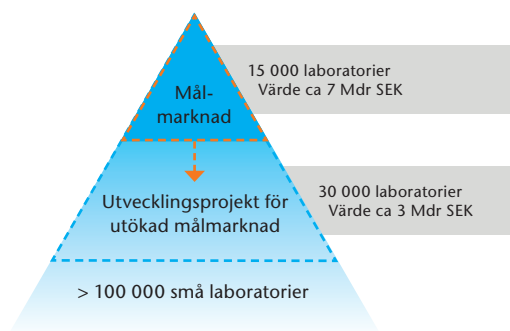 Mål-
marknad
15 000 laboratorier
Värde ca 7 Mdr SEK
Utvecklingsprojekt för
utökad målmarknad
30 000 laboratorier
Värde ca 3 Mdr SEK
> 100 000 små laboratorier